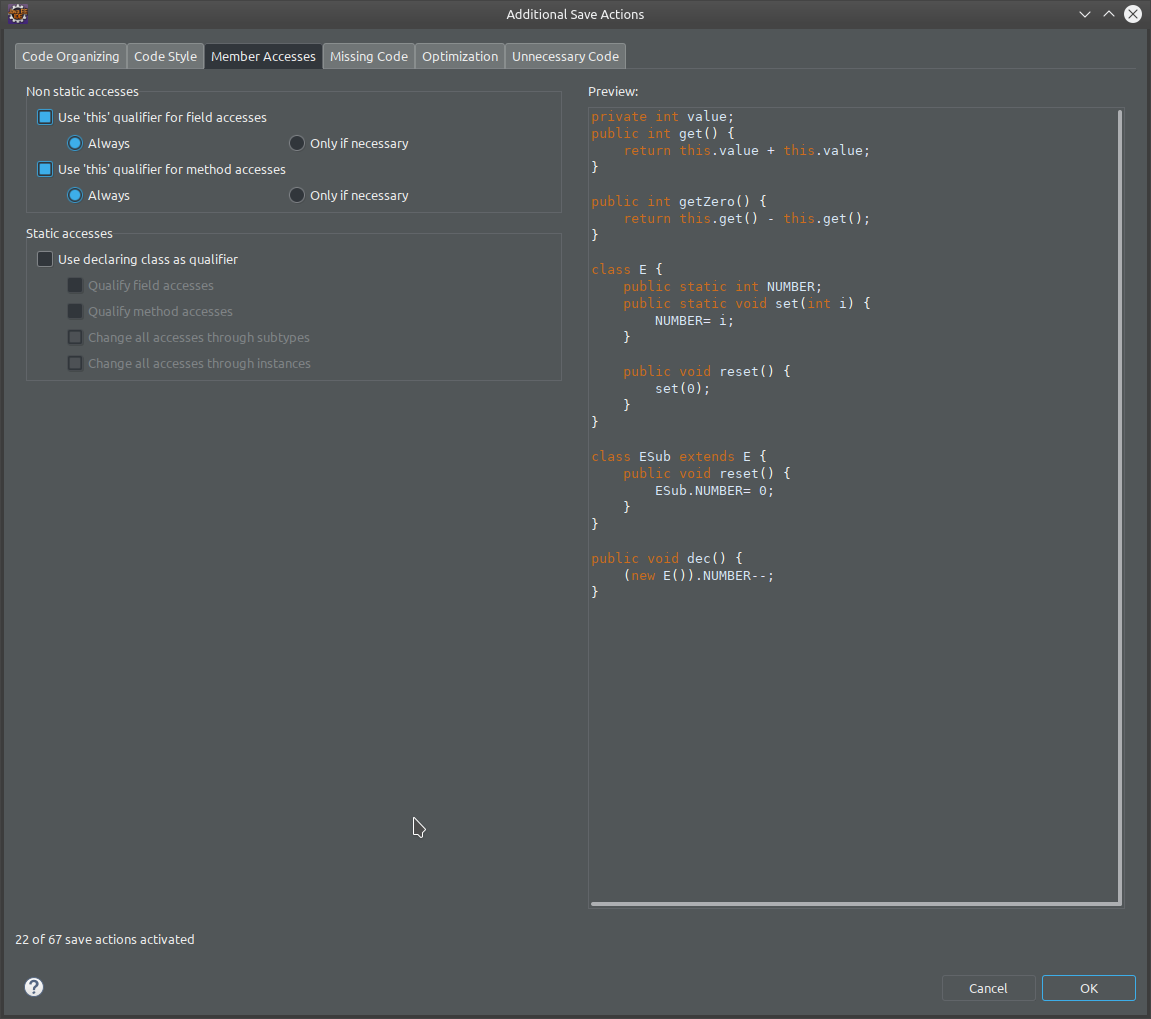 Additional Save Actions
Code Organizing Code Style Member Accesses Missing Code Optimization Unnecessary Code
Non static accesses
Use 'this' qualifier for field accesses
Always Only if necessary
Use 'this' qualifier for method accesses
Always Only if necessary
Static accesses
Use declaring class as qualifier
Qualify field accesses
Qualify method accesses
Change all accesses through subtypes
Change all accesses through instances
Preview:
private int value;
public int get() {
    return this.value + this.value;
}
public int getZero() {
    return this.get() - this.get();
}
class E {
    public static int NUMBER;
    public static void set(int i) {
        NUMBER= i;
    }
    public void reset() {
        set(0);
    }
}
class ESub extends E {
    public void reset() {
        ESub.NUMBER= 0;
    }
}
public void dec() {
    (new E()).NUMBER--;
}
22 of 67 save actions activated
?
Cancel OK